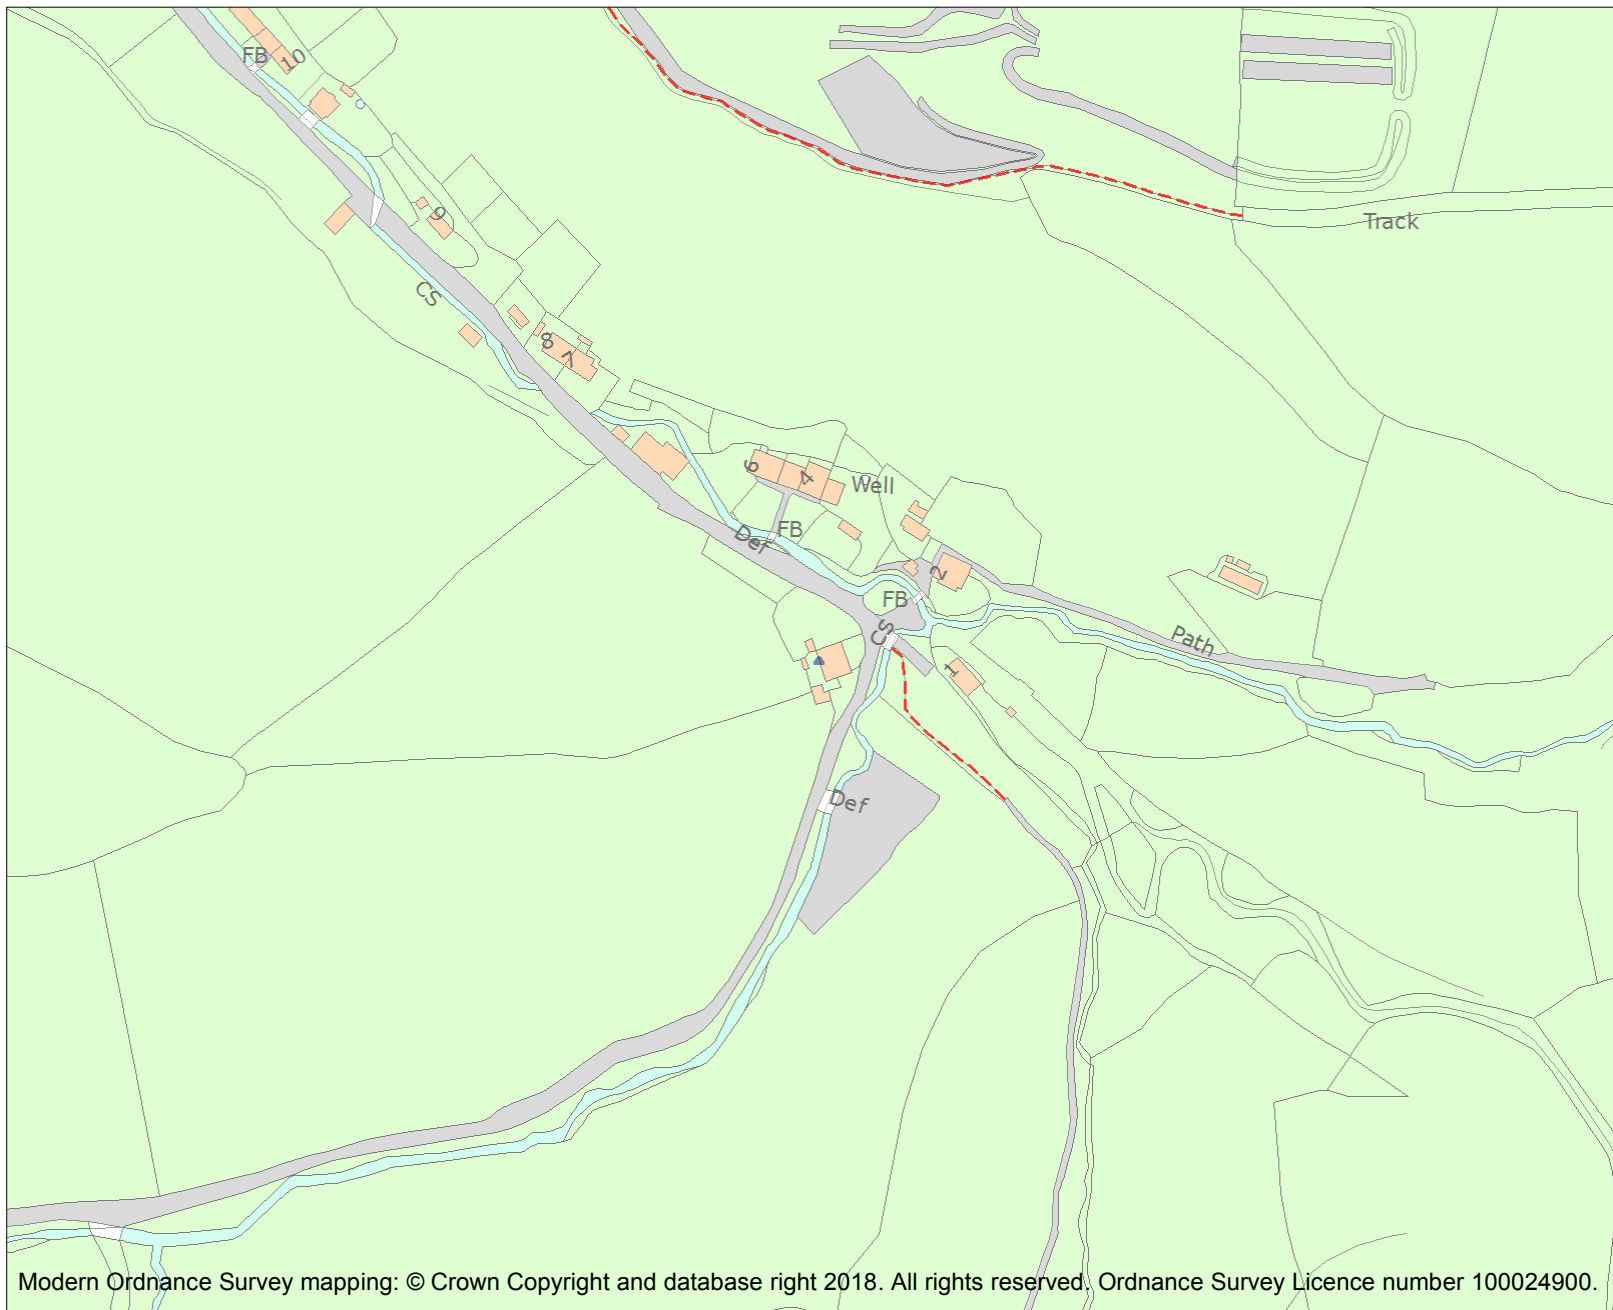 FB
10
9
CS
8
7
6
4
Well
Def
FB
2
FB
CS
1
Path
Track
Def
Modern Ordnance Survey mapping: © Crown Copyright and database right 2018. All rights reserved. Ordnance Survey Licence number 100024900.